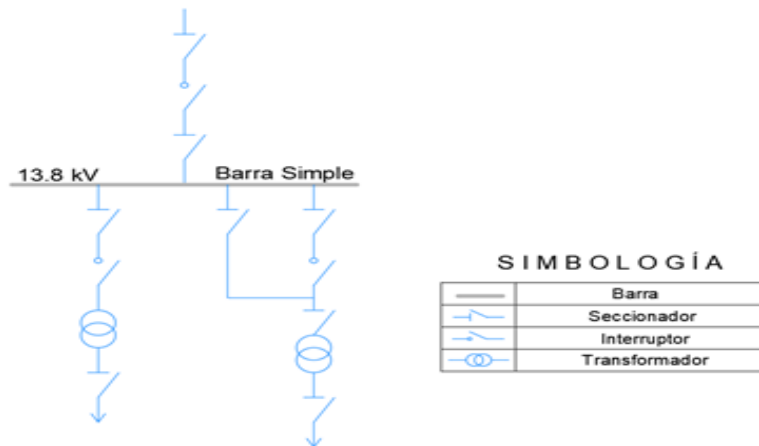 13.8 kV Barra Simple
SIMBOLOGÍA
Barra
Seccionador
Interruptor
Transformador